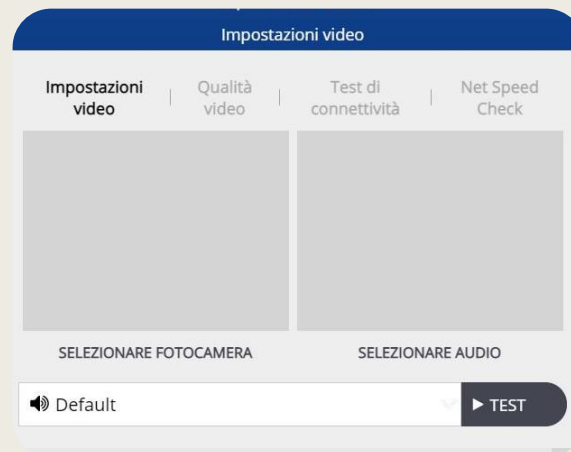 Impostazioni video
Impostazioni video
Qualità video
Test di connettività
Net Speed Check
SELEZIONARE FOTOCAMERA
SELEZIONARE AUDIO
Default
TEST